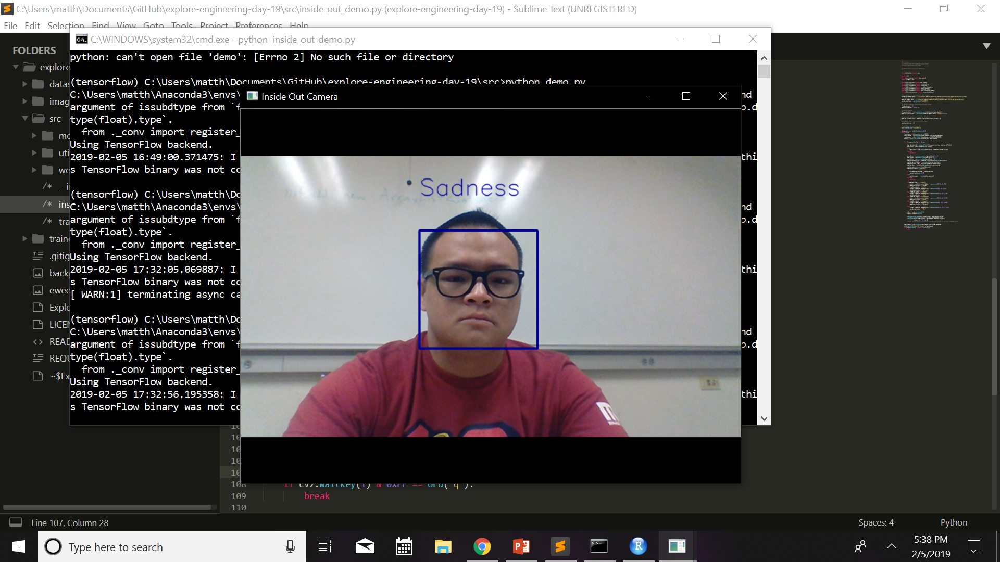 C:\Users\matth\Documents\GitHub\explore-engineering-day-19\src\inside_out_demo.py (explore-engineering-day-19) - Sublime Text (UNREGISTERED)
File Edit Selection Find View Goto Tools Project Preferences Help
C:\WINDOWS\system32\cmd.exe - python  inside_out_demo.py
python: can't open file 'demo': [Errno 2] No such file or directory
(tensorflow) C:\Users\matth\Documents\GitHub\explore-engineering-day-19\src>python demo.py
C:\Users\matth\Anaconda3\envs\
nd
argument of issubdtype from `f
p.d
type(float).type`.
from ._conv import register_
Using TensorFlow backend.
2019-02-05 16:49:00.371475: I
thi
s TensorFlow binary was not co
(tensorflow) C:\Users\matth\Do
C:\Users\matth\Anaconda3\envs\
nd
argument of issubdtype from `f
p.d
type(float).type`.
from ._conv import register_
Using TensorFlow backend.
2019-02-05 17:32:05.069887: I
thi
s TensorFlow binary was not co
[ WARN:1] terminating async ca
(tensorflow) C:\Users\matth\Do
C:\Users\matth\Anaconda3\envs\
nd
argument of issubdtype from `f
p.d
type(float).type`.
from ._conv import register_
Using TensorFlow backend.
2019-02-05 17:32:56.195358: I
thi
s TensorFlow binary was not co
Inside Out Camera
Sadness
FOLDERS
explore
datas
imag
src
mo
uti
we
/* __i
/* ins
/* tra
traine
.gitig
back
ewee
Explo
LICEN
<> READ
REQU
~$Ex
108 if cv2.waitKey(1) & 0xFF == ord('q'):
109 break
110
Line 107, Column 28
Spaces: 4
Python
Type here to search
5:38 PM
2/5/2019